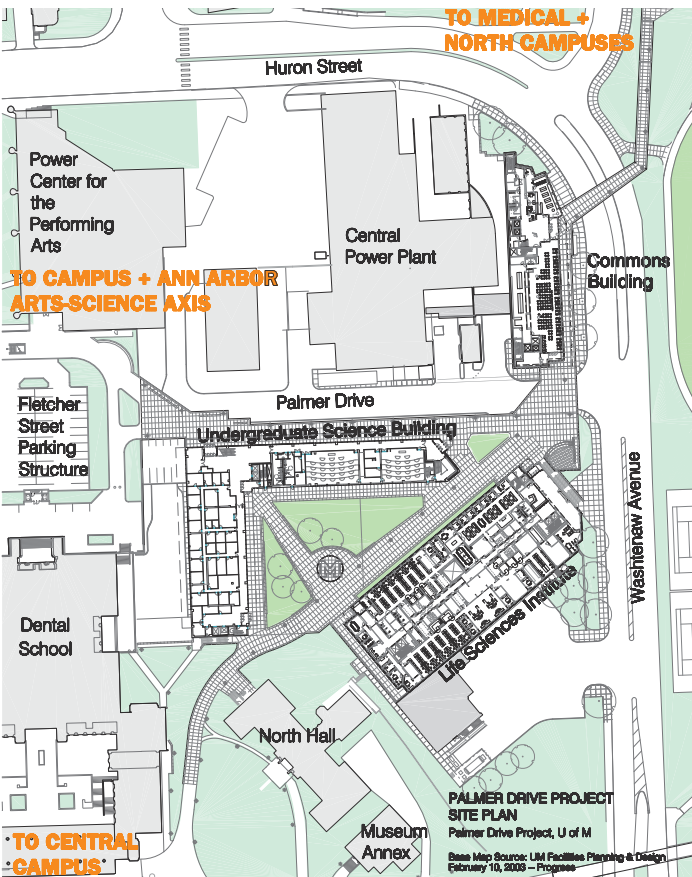 TO MEDICAL +
NORTH CAMPUSES
Huron Street
Power
Center for
the
Performing
Arts
Central
Power Plant
Commons
Building
TO CAMPUS + ANN ARBOR
ARTS-SCIENCE AXIS
Palmer Drive
Fletcher
Street
Parking
Structure
Undergraduate Science Building
Washtenaw Avenue
Life Sciences Institute
Dental
School
North Hall
Museum
Annex
PALMER DRIVE PROJECT
SITE PLAN
Palmer Drive Project, U of M
Base Map Source: UM Facilities Planning & Design
February 10, 2003 – Progress
TO CENTRAL
CAMPUS